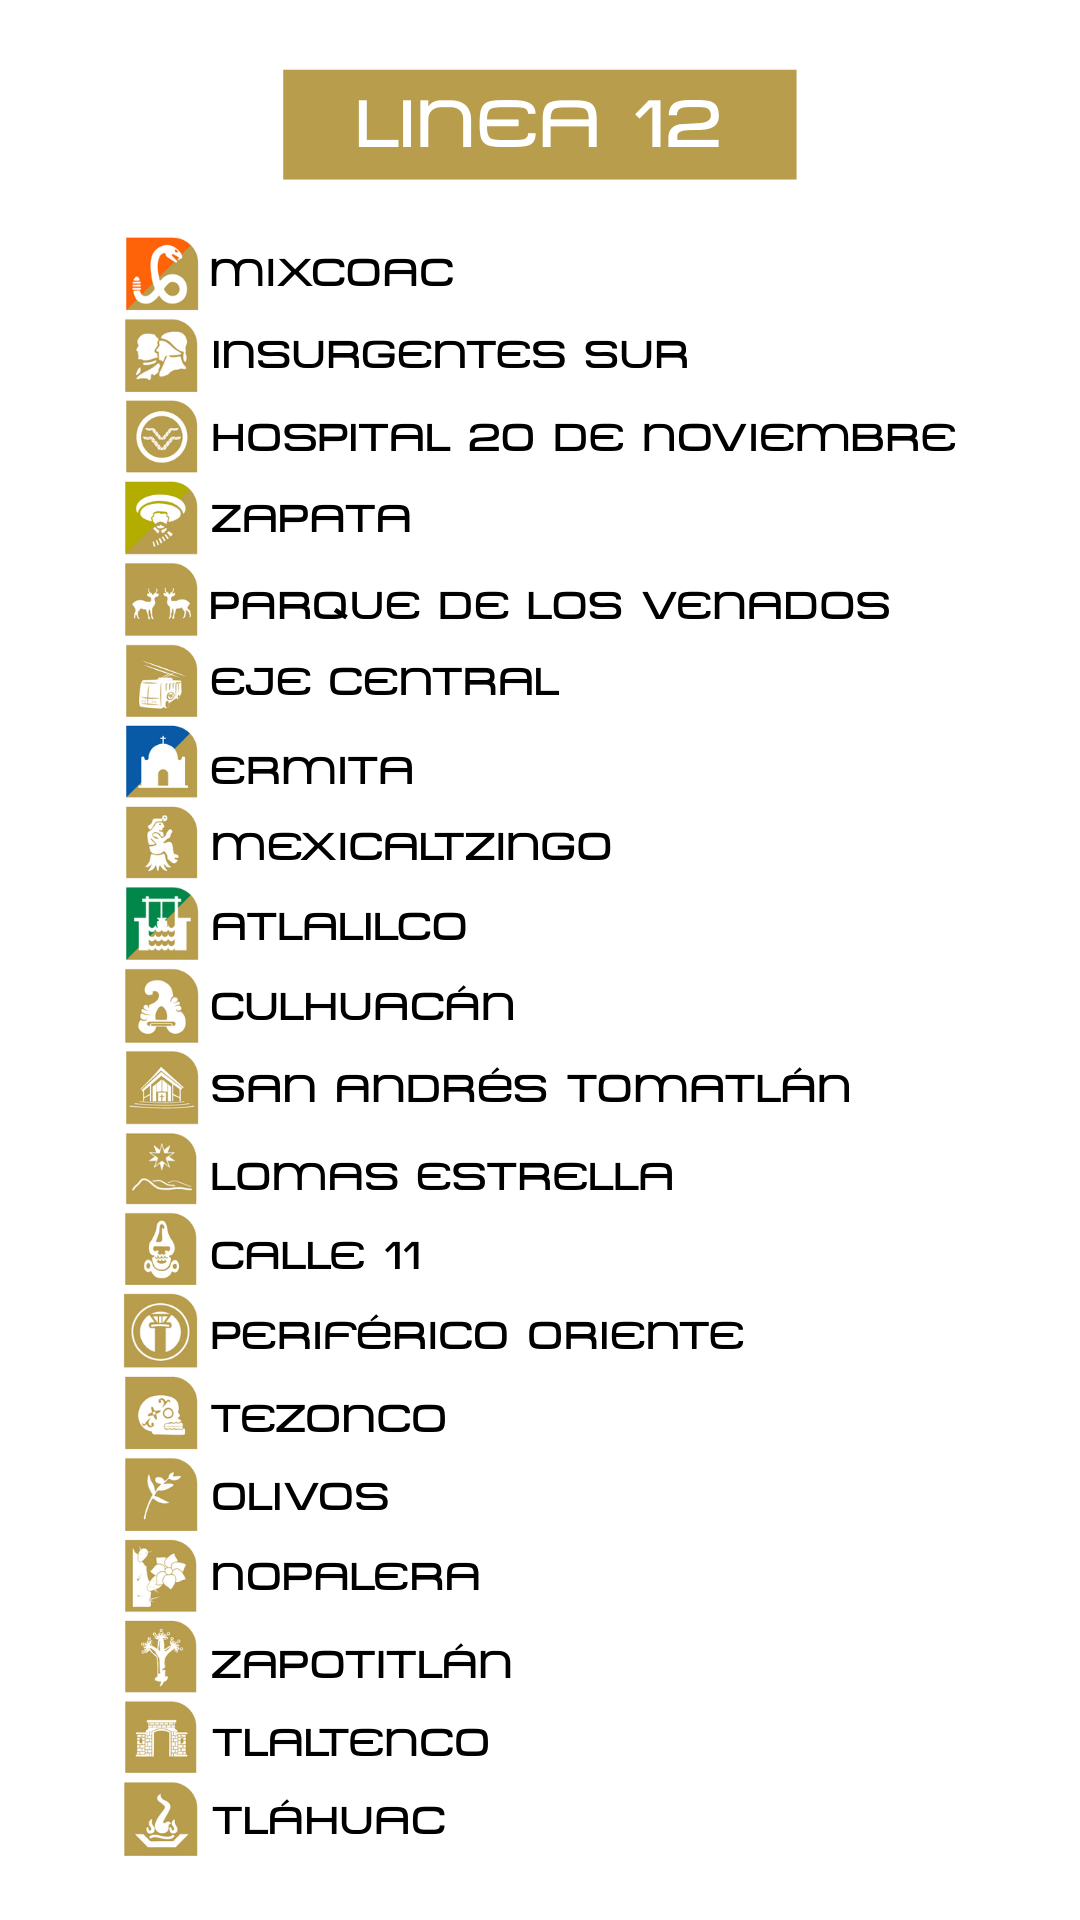 LINEA 12
MIXCOAC
INSURGENTES SUR
HOSPITAL 20 DE NOVIEMBRE
ZAPATA
PARQUE DE LOS VENADOS
EJE CENTRAL
ERMITA
MEXICALTZINGO
ATLALILCO
CULHUACÁN
SAN ANDRÉS TOMATLÁN
LOMAS ESTRELLA
CALLE 11
PERIFÉRICO ORIENTE
TEZONCO
OLIVOS
NOPALERA
ZAPOTITLÁN
TLALTENCO
TLÁHUAC